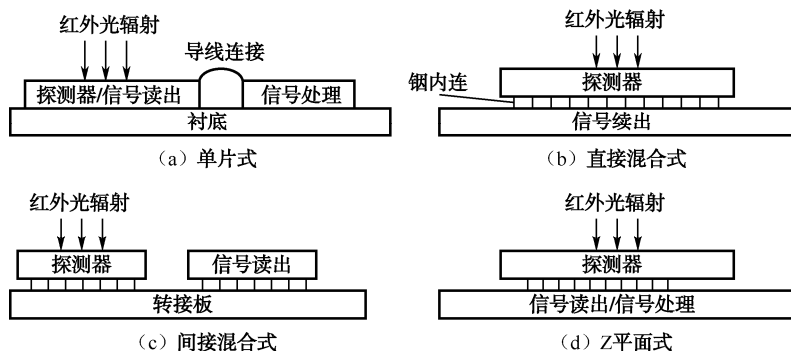 红外光辐射
导线连接
探测器/信号读出
信号处理
衬底
（a）单片式
红外光辐射
探测器
铟内连
信号续出
（b）直接混合式
红外光辐射
探测器
信号读出
转接板
（c）间接混合式
红外光辐射
探测器
信号读出/信号处理
（d）Z平面式